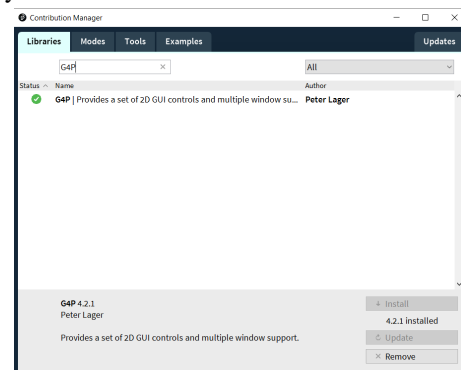 Contribution Manager
Libraries Modes Tools Examples Updates
G4P All
Status Name Author
G4P | Provides a set of 2D GUI controls and multiple window su... Peter Lager
G4P 4.2.1
Peter Lager
Provides a set of 2D GUI controls and multiple window support.
Install
4.2.1 installed
Update
Remove